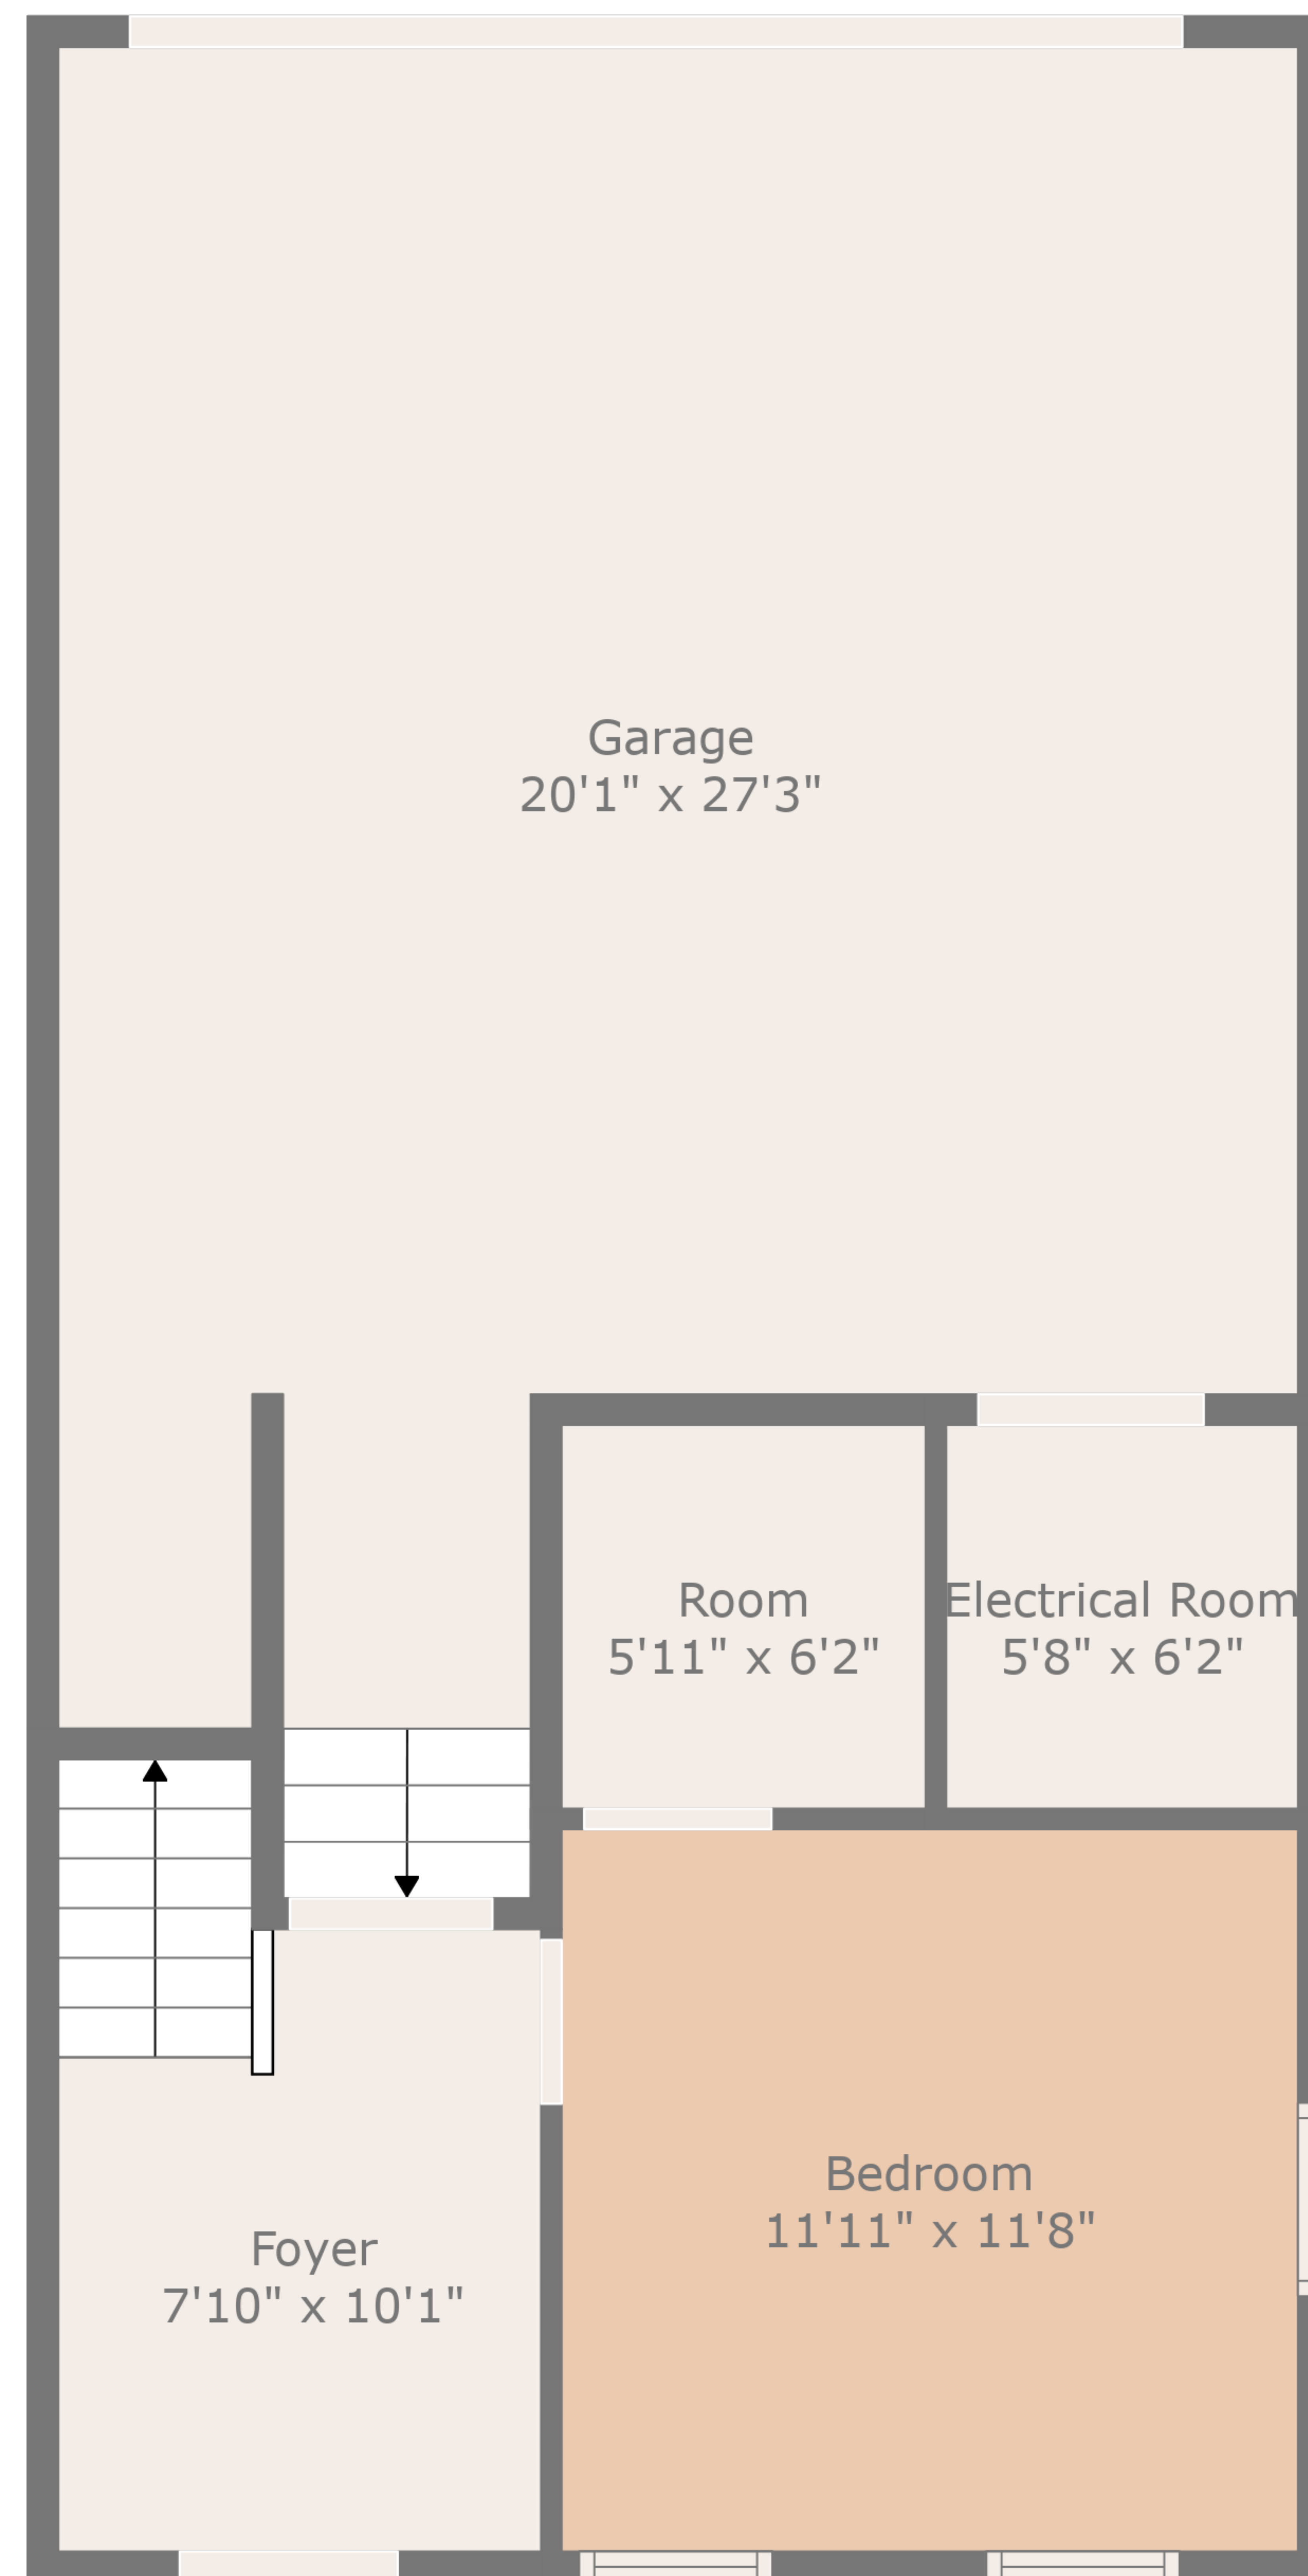 Garage
20'1" x 27'3"
Room
5'11" x 6'2"
Electrical Room
5'8" x 6'2"
Bedroom
11'11" x 11'8"
Foyer
7'10" x 10'1"